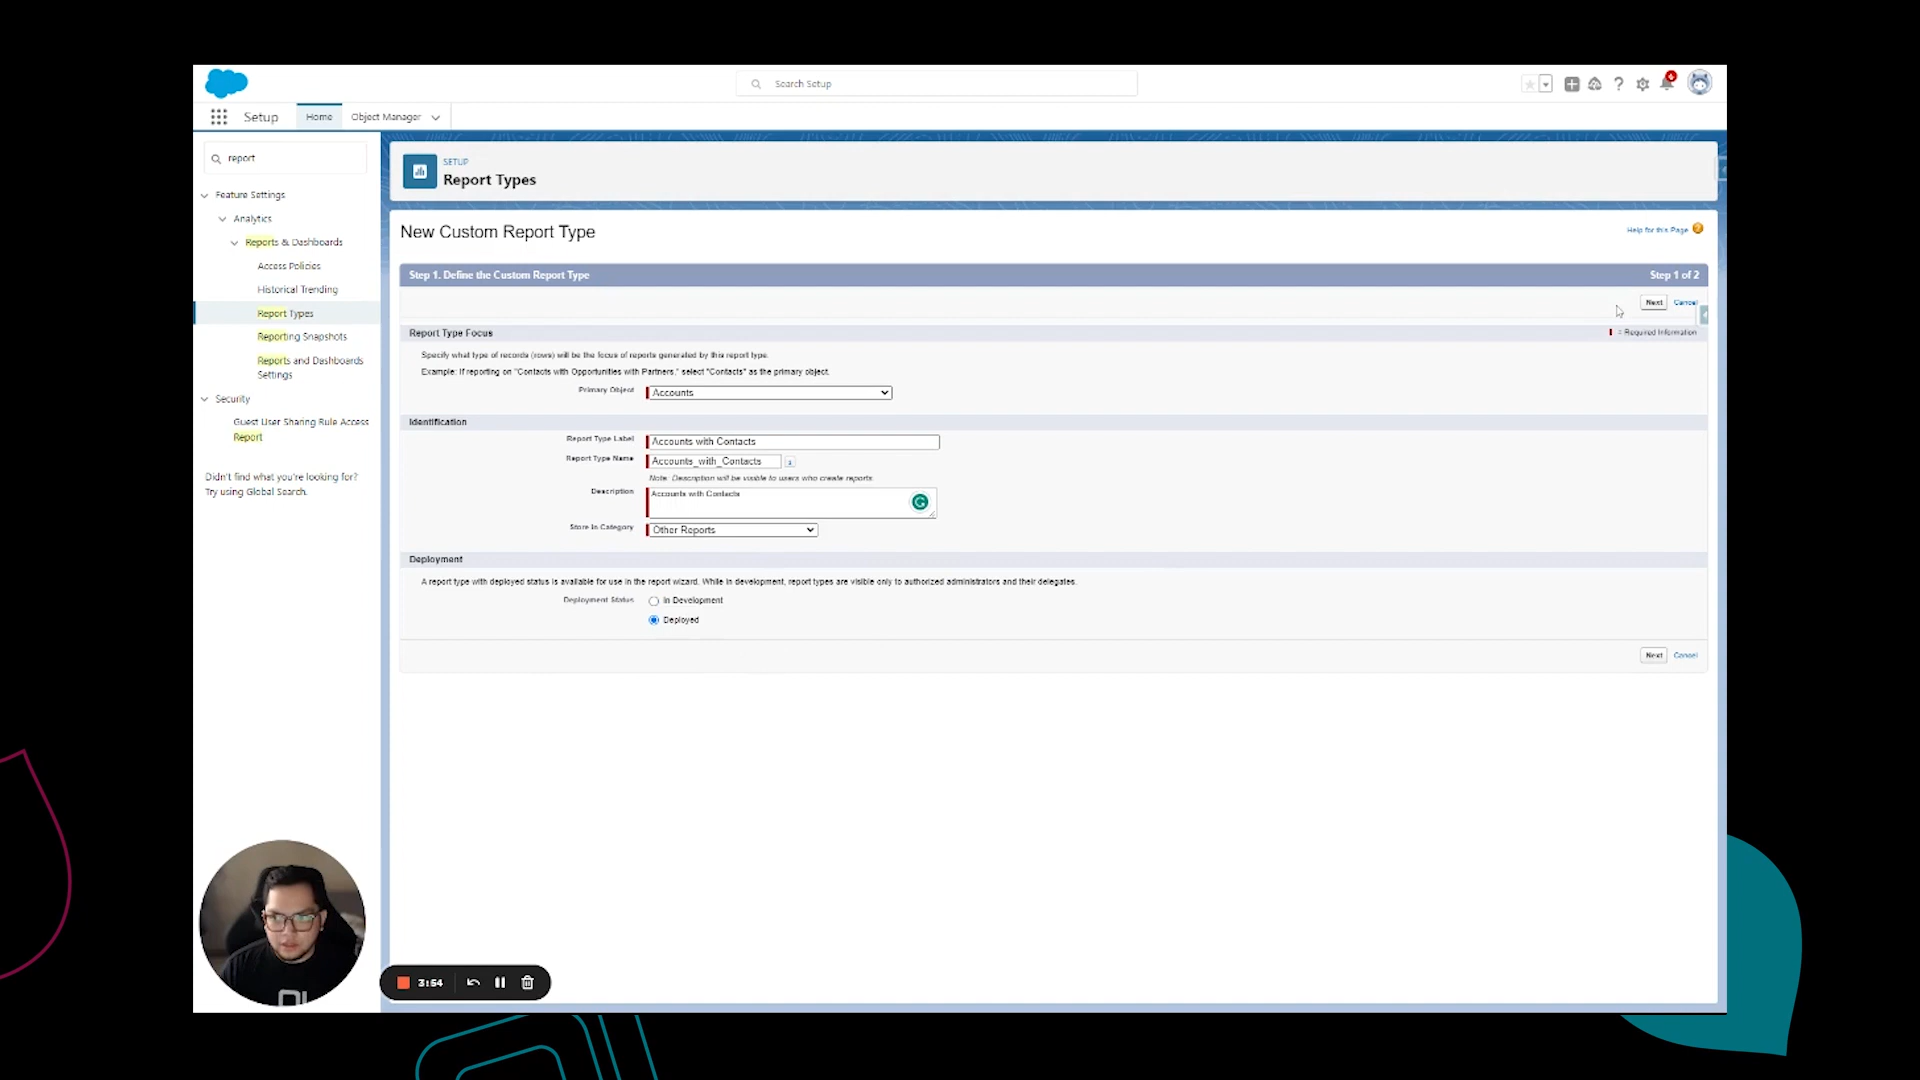 Search Setup
Setup
Home
Object Manager
report
Feature Settings
Analytics
Reports & Dashboards
Access Policies
Historical Trending
Report Types
Reporting Snapshots
Reports and Dashboards
Settings
Security
Guest User Sharing Rule Access
Report
Didn't find what you're looking for?
Try using Global Search.
SETUP
Report Types
New Custom Report Type
Help for this Page
Step 1. Define the Custom Report Type
Step 1 of 2
Next
Cancel
Report Type Focus
= Required Information
Specify what type of records (rows) will be the focus of reports generated by this report type.
Example: If reporting on "Contacts with Opportunities with Partners," select "Contacts" as the primary object.
Primary Object
Accounts
Identification
Report Type Label
Accounts with Contacts
Report Type Name
Accounts_with_Contacts
Note: Description will be visible to users who create reports.
Description
Accounts with Contacts
Store in Category
Other Reports
Deployment
A report type with deployed status is available for use in the report wizard. While in development, report types are visible only to authorized administrators and their delegates.
Deployment Status
In Development
Deployed
Next
Cancel
3:54